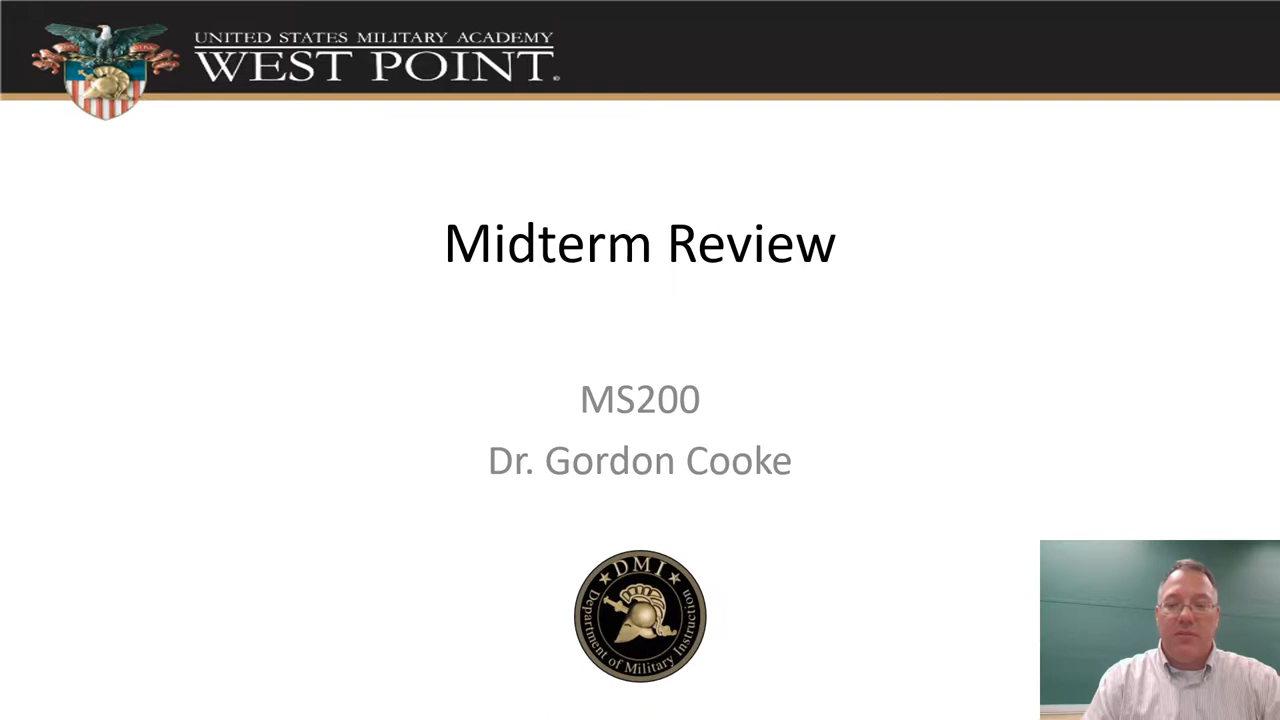 UNITED STATES MILITARY ACADEMY
WEST POINT
Midterm Review
MS200
Dr. Gordon Cooke
DMI
Department of Military Instruction